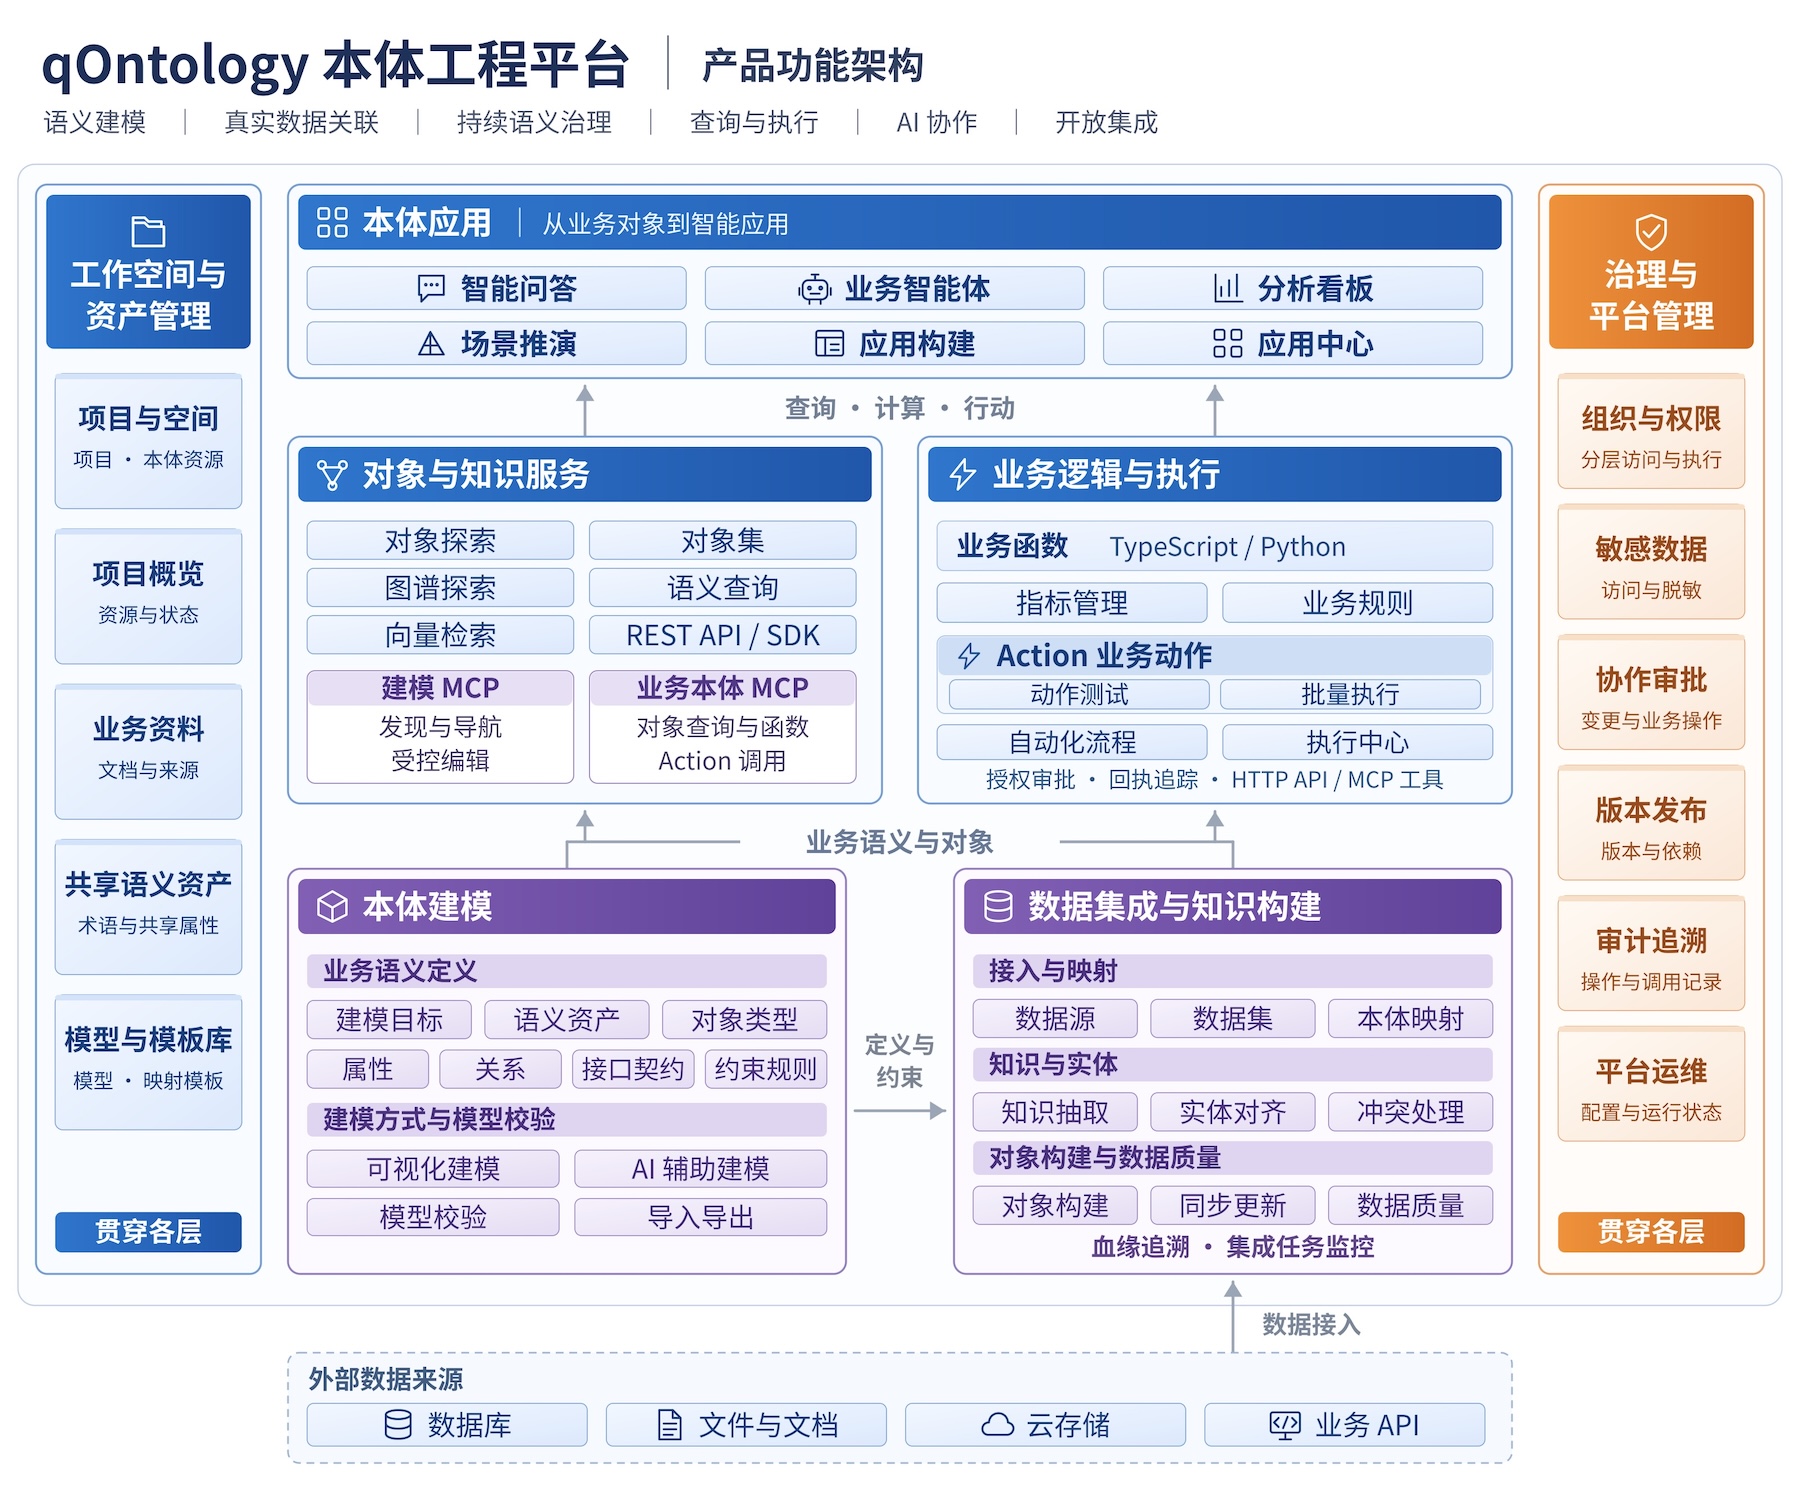 qOntology 本体工程平台 | 产品功能架构
语义建模 | 真实数据关联 | 持续语义治理 | 查询与执行 | AI 协作 | 开放集成
工作空间与
资产管理
项目与空间
项目 · 本体资源
项目概览
资源与状态
业务资料
文档与来源
共享语义资产
术语与共享属性
模型与模板库
模型 · 映射模板
贯穿各层
本体应用 | 从业务对象到智能应用
智能问答 业务智能体 分析看板
场景推演 应用构建 应用中心
查询 · 计算 · 行动
对象与知识服务
对象探索 对象集
图谱探索 语义查询
向量检索 REST API / SDK
建模 MCP
发现与导航
受控编辑
业务本体 MCP
对象查询与函数
Action 调用
业务逻辑与执行
业务函数 TypeScript / Python
指标管理 业务规则
Action 业务动作
动作测试 批量执行
自动化流程 执行中心
授权审批 · 回执追踪 · HTTP API / MCP 工具
业务语义与对象
本体建模
业务语义定义
建模目标 语义资产 对象类型
属性 关系 接口契约 约束规则
建模方式与模型校验
可视化建模 AI 辅助建模
模型校验 导入导出
定义与
约束
数据集成与知识构建
接入与映射
数据源 数据集 本体映射
知识与实体
知识抽取 实体对齐 冲突处理
对象构建与数据质量
对象构建 同步更新 数据质量
血缘追溯 · 集成任务监控
治理与
平台管理
组织与权限
分层访问与执行
敏感数据
访问与脱敏
协作审批
变更与业务操作
版本发布
版本与依赖
审计追溯
操作与调用记录
平台运维
配置与运行状态
贯穿各层
数据接入
外部数据来源
数据库 文件与文档 云存储 业务 API